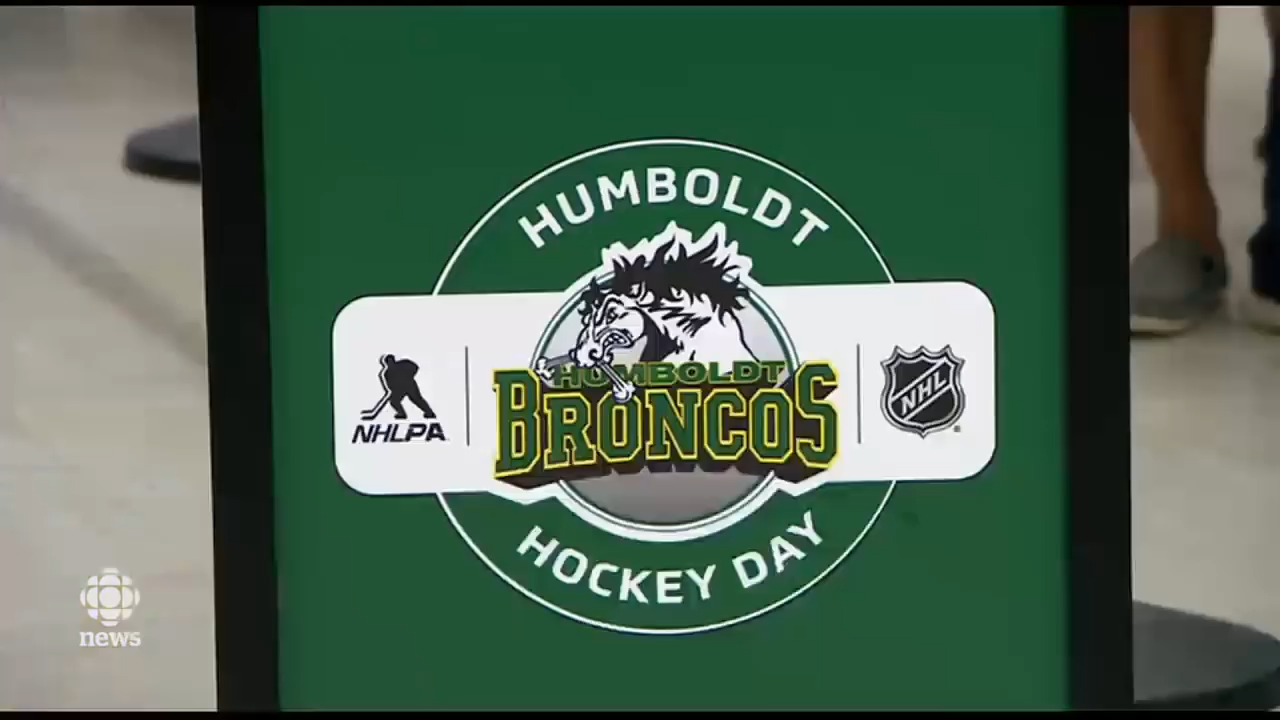 HUMBOLDT
HUMBOLDT
BRONCOS
NHLPA
NHL
HOCKEY DAY
news